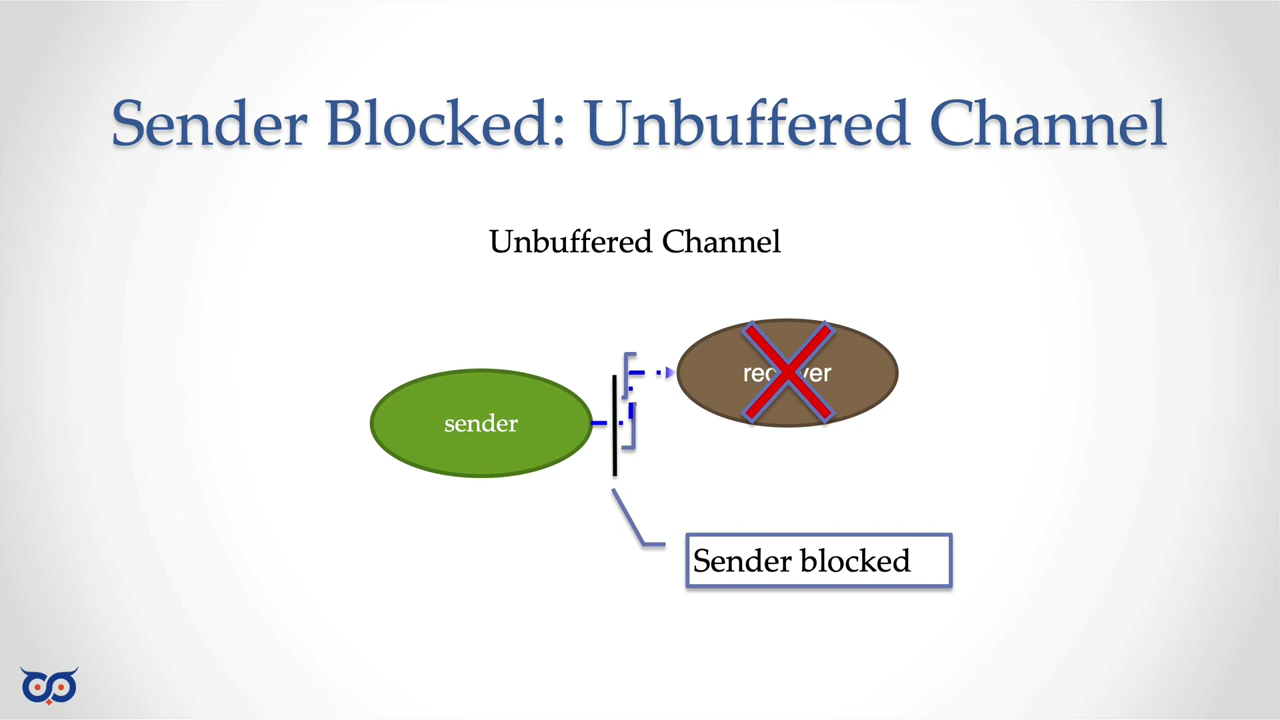 Sender Blocked: Unbuffered Channel
Unbuffered Channel
sender
Sender blocked